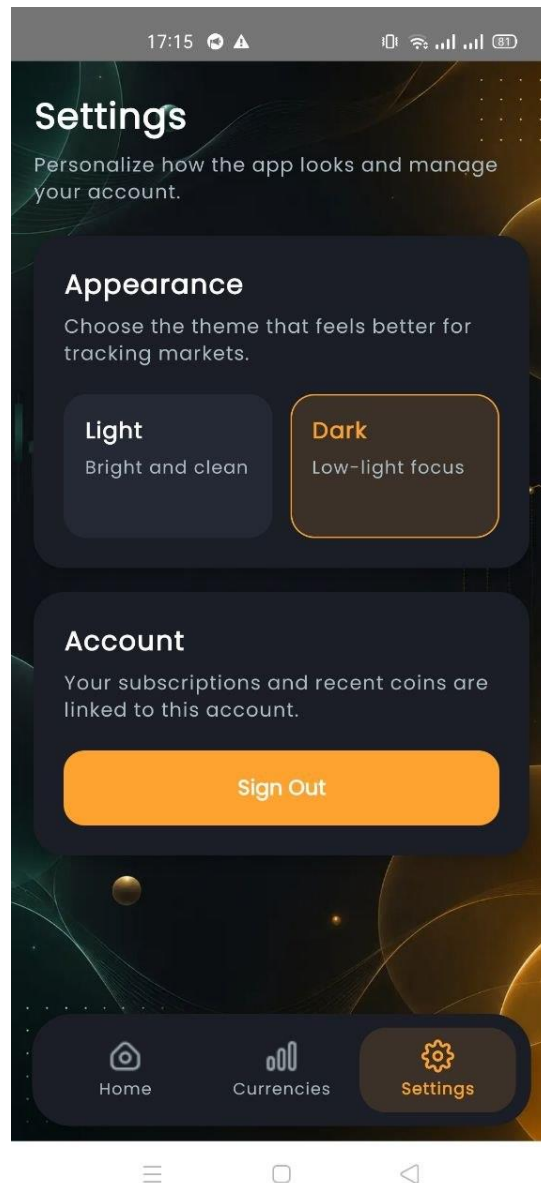 17:15
81
Settings
Personalize how the app looks and manage
your account.
Appearance
Choose the theme that feels better for
tracking markets.
Light
Bright and clean
Dark
Low-light focus
Account
Your subscriptions and recent coins are
linked to this account.
Sign Out
Home
Currencies
Settings